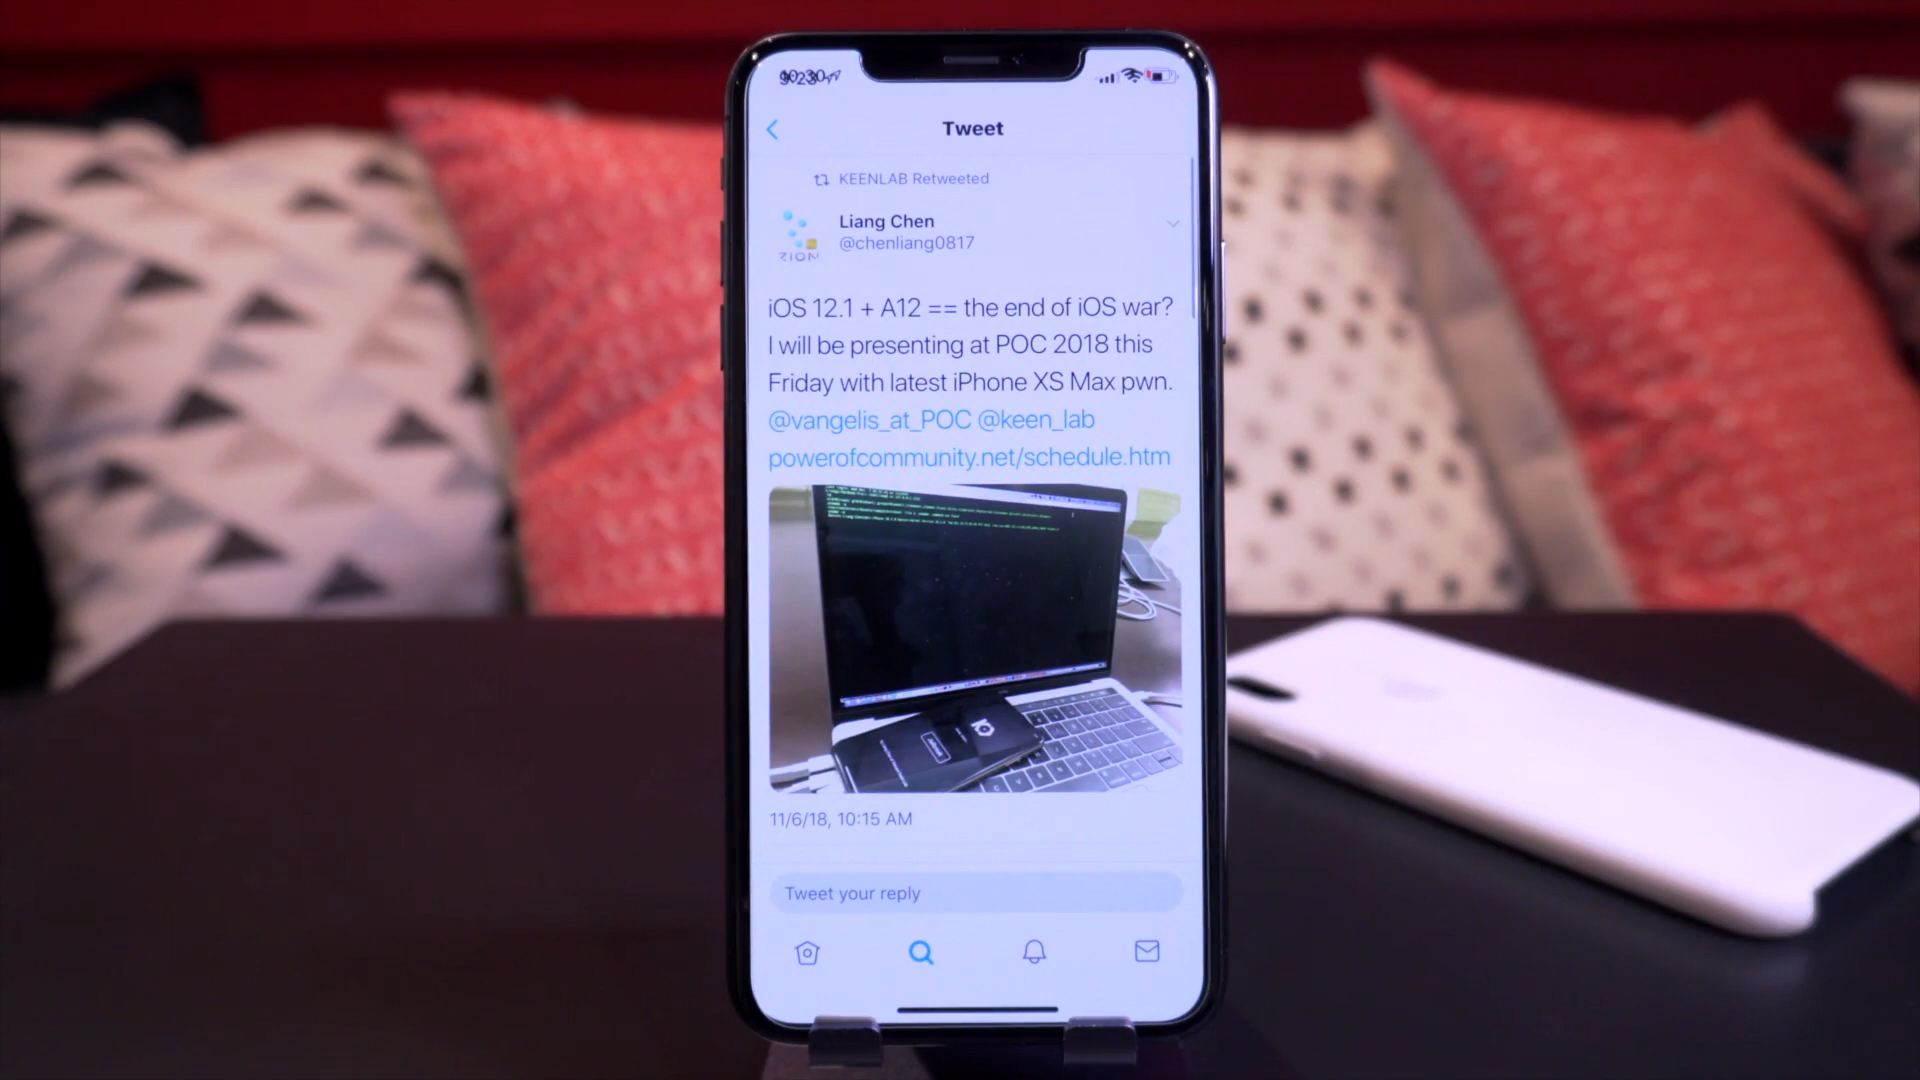 Tweet
KEENLAB Retweeted
Liang Chen
@chenliang0817
iOS 12.1 + A12 == the end of iOS war?
I will be presenting at POC 2018 this
Friday with latest iPhone XS Max pwn.
@vangelis_at_POC @keen_lab
powerofcommunity.net/schedule.htm
11/6/18, 10:15 AM
Tweet your reply